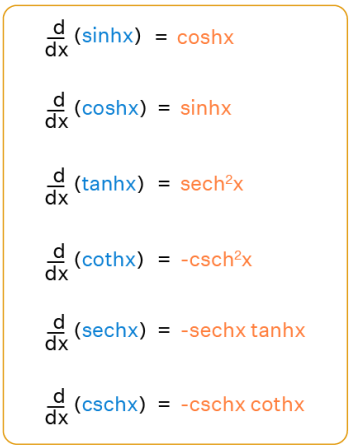 d/dx (sinhx) = coshx
d/dx (coshx) = sinhx
d/dx (tanhx) = sech²x
d/dx (cothx) = -csch²x
d/dx (sechx) = -sechx tanhx
d/dx (cschx) = -cschx cothx